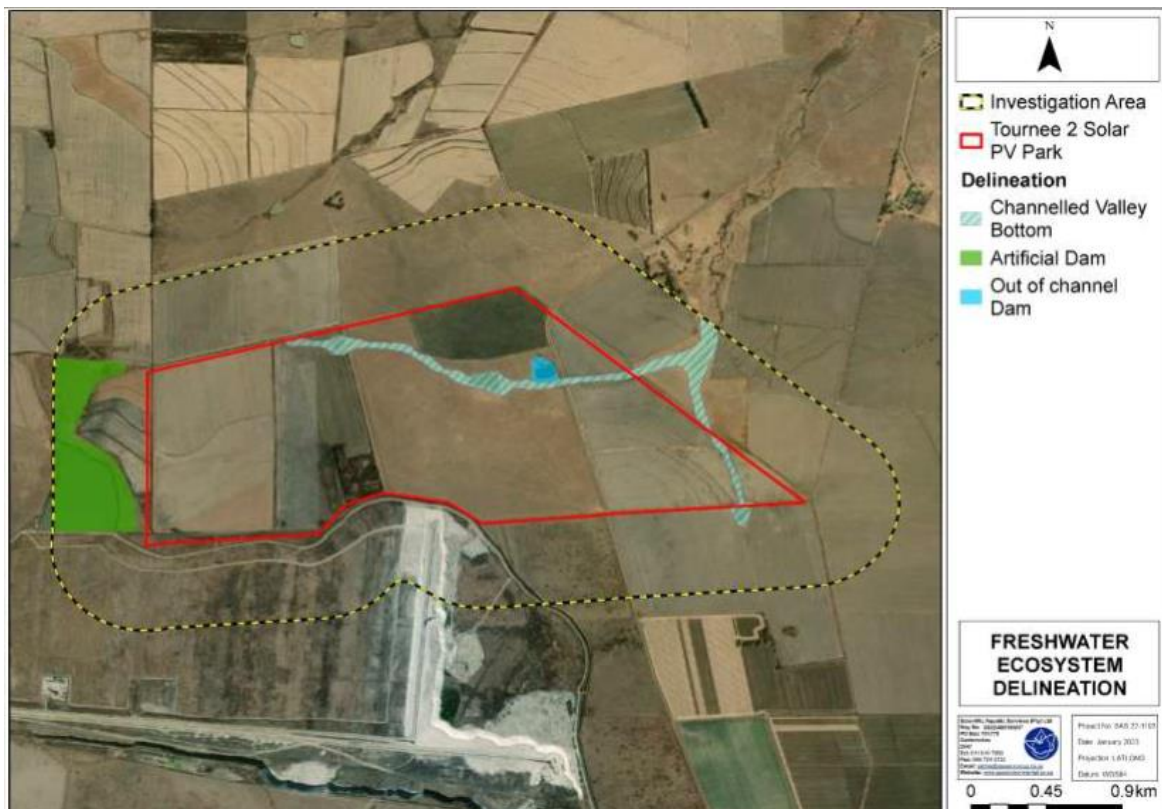 N
Investigation Area
Tournee 2 Solar
PV Park
Delineation
Channelled Valley
Bottom
Artificial Dam
Out of channel
Dam
FRESHWATER
ECOSYSTEM
DELINEATION
Date: January 2023
0 0.45 0.9km